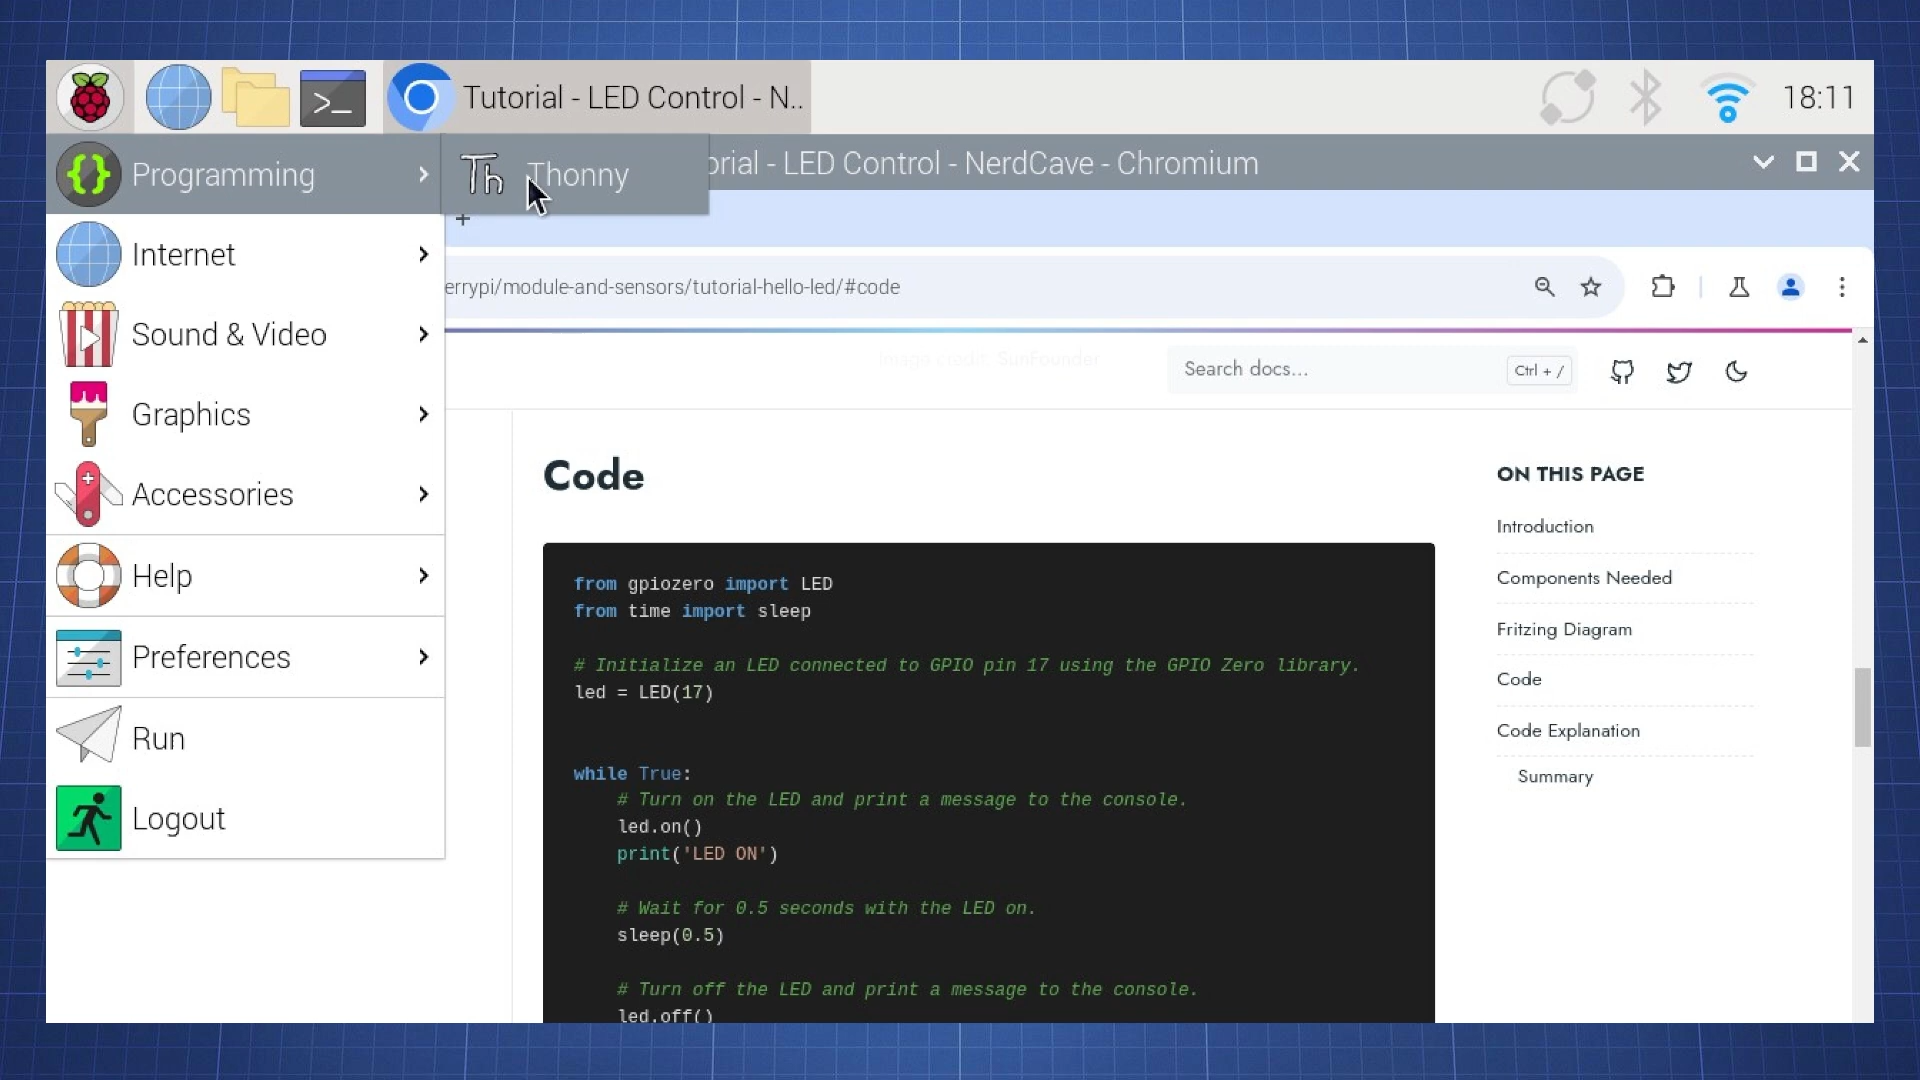 Tutorial - LED Control - N..
18:11
Programming
Th Thonny
orial - LED Control - NerdCave - Chromium
Internet
errypi/module-and-sensors/tutorial-hello-led/#code
Sound & Video
Image credit: SunFounder
Search docs...
Ctrl + /
Graphics
Accessories
Help
Preferences
Run
Logout
Code
from gpiozero import LED
from time import sleep
# Initialize an LED connected to GPIO pin 17 using the GPIO Zero library.
led = LED(17)
while True:
# Turn on the LED and print a message to the console.
led.on()
print('LED ON')
# Wait for 0.5 seconds with the LED on.
sleep(0.5)
# Turn off the LED and print a message to the console.
led.off()
ON THIS PAGE
Introduction
Components Needed
Fritzing Diagram
Code
Code Explanation
Summary